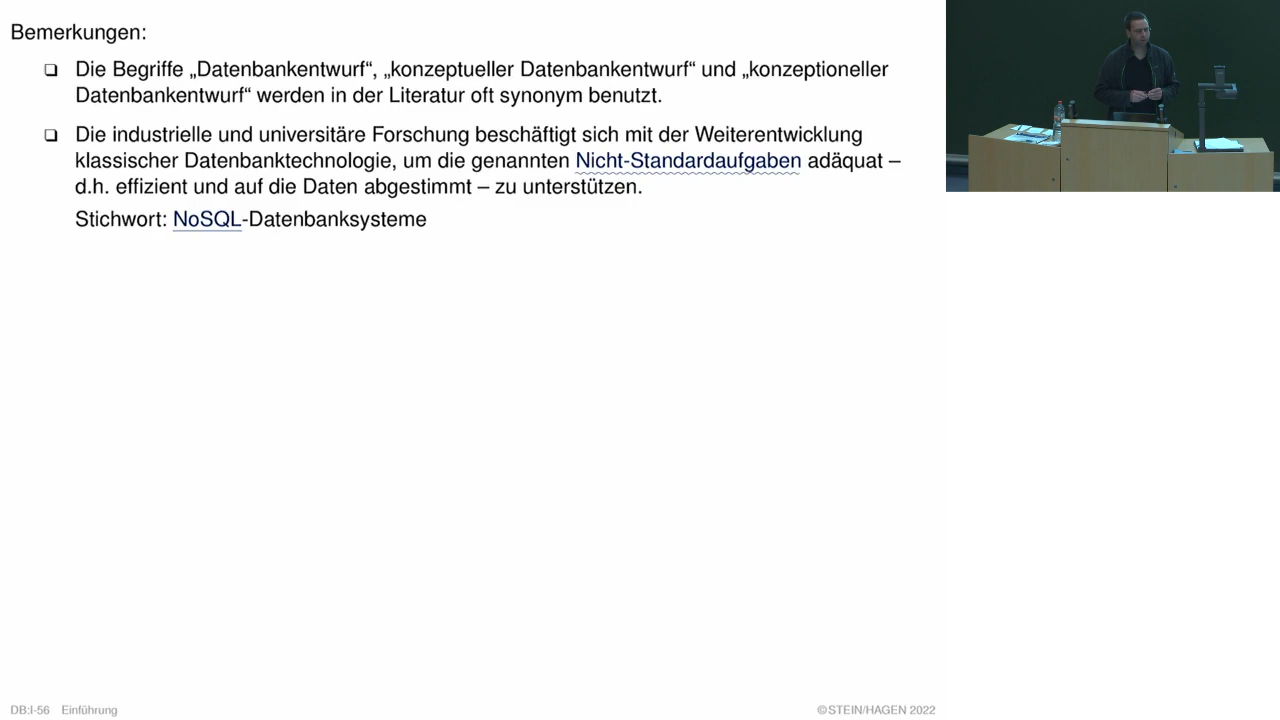 Bemerkungen:
❑ Die Begriffe „Datenbankentwurf“, „konzeptueller Datenbankentwurf“ und „konzeptioneller
Datenbankentwurf“ werden in der Literatur oft synonym benutzt.
❑ Die industrielle und universitäre Forschung beschäftigt sich mit der Weiterentwicklung
klassischer Datenbanktechnologie, um die genannten Nicht-Standardaufgaben adäquat –
d.h. effizient und auf die Daten abgestimmt – zu unterstützen.
Stichwort: NoSQL-Datenbanksysteme
DB:I-56 Einführung
©STEIN/HAGEN 2022